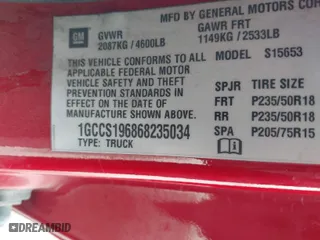 MFD BY GENERAL MOTORS CORP
GM
GVWR
GAWR FRT
2087KG / 4600LB
1149KG / 2533LB
THIS VEHICLE CONFORMS TO ALL
APPLICABLE FEDERAL MOTOR
VEHICLE SAFETY AND THEFT
PREVENTION STANDARDS
IN EFFECT ON THE DATE
OF MANUFACTURE SHOWN ABOVE.
1GCCS196868235034
TYPE: TRUCK
MODEL: S15653
SPJR TIRE SIZE
FRT P235/50R18
RR P235/50R18
SPA P205/75R15
i
© AutoBidMaster